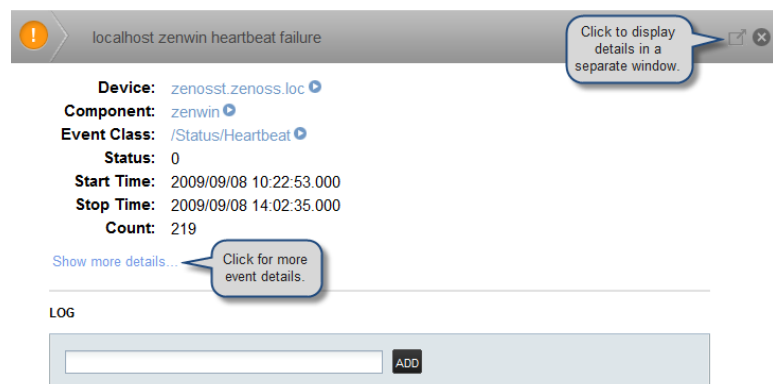 localhost zenwin heartbeat failure
Click to display
details in a
separate window.
Device: zenosst.zenoss.loc
Component: zenwin
Event Class: /Status/Heartbeat
Status: 0
Start Time: 2009/09/08 10:22:53.000
Stop Time: 2009/09/08 14:02:35.000
Count: 219
Show more details...
Click for more
event details.
LOG
ADD